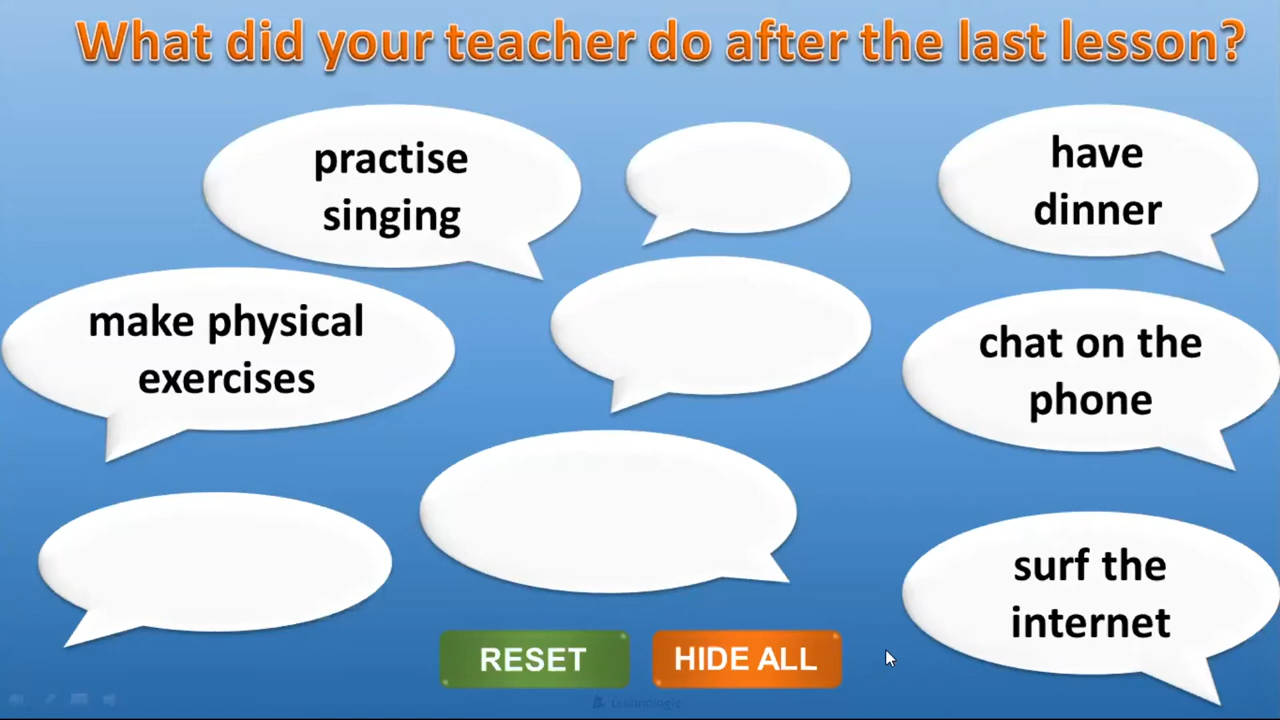 What did your teacher do after the last lesson?
practise
singing
have
dinner
make physical
exercises
chat on the
phone
surf the
internet
RESET
HIDE ALL